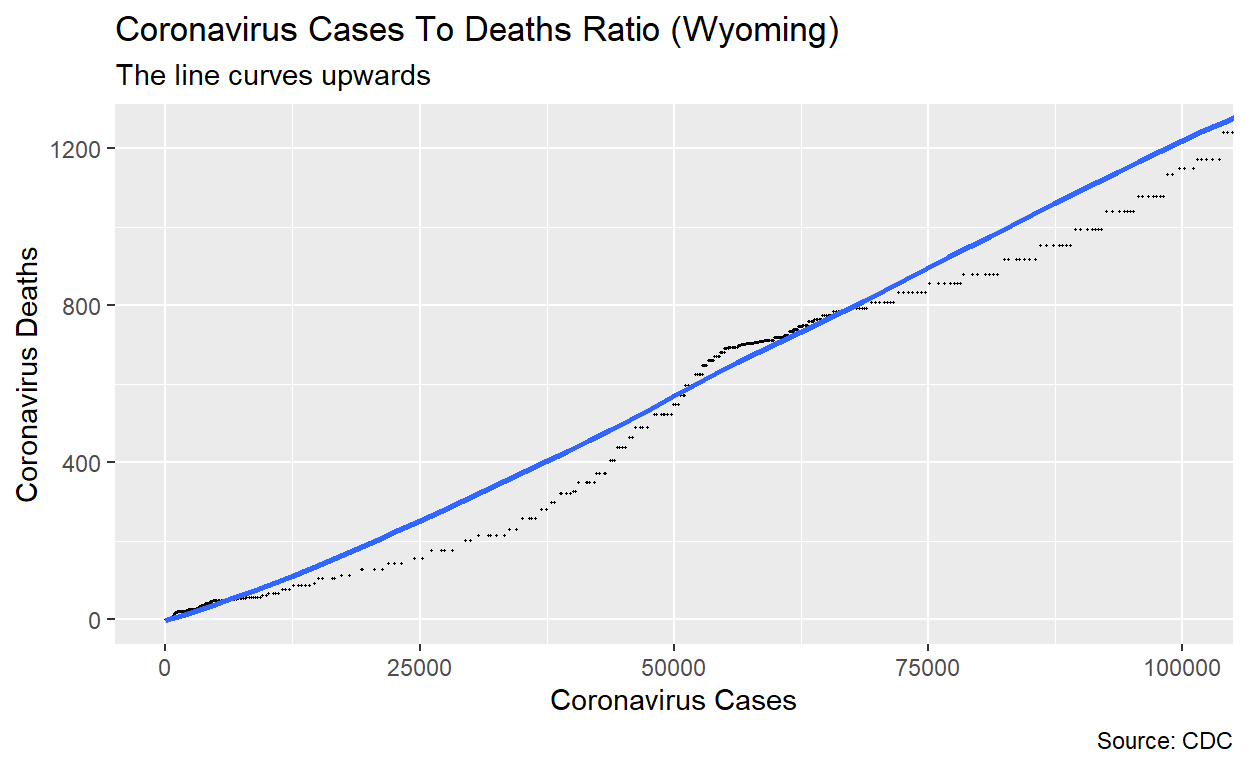 Coronavirus Cases To Deaths Ratio (Wyoming)
The line curves upwards
1200
800
400
0
Coronavirus Deaths
0 25000 50000 75000 100000
Coronavirus Cases
Source: CDC